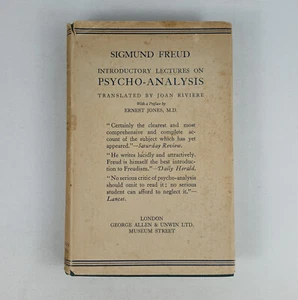 SIGMUND FREUD
INTRODUCTORY LECTURES ON
PSYCHO-ANALYSIS
TRANSLATED BY JOAN RIVIERE
With a Preface by
ERNEST JONES, M.D.
"Certainly the clearest and most
comprehensive and complete ac-
count of the subject which has yet
appeared."—Saturday Review.
"He writes lucidly and attractively.
Freud is himself the best introduc-
tion to Freudism."—Daily Herald.
"No serious critic of psycho-analysis
should omit to read it; no serious
student can afford to neglect it."—
Lancet.
LONDON
GEORGE ALLEN & UNWIN LTD.
MUSEUM STREET